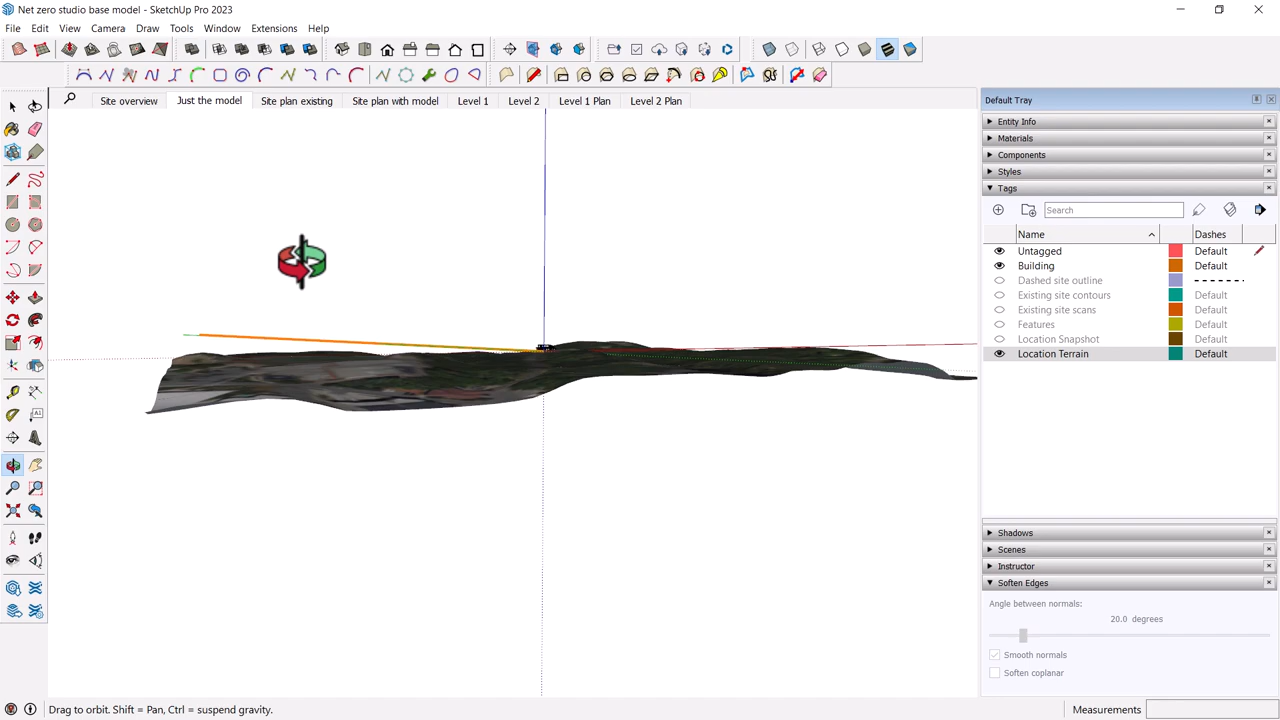 Net zero studio base model - SketchUp Pro 2023
File Edit View Camera Draw Tools Window Extensions Help
Site overview Just the model Site plan existing Site plan with model Level 1 Level 2 Level 1 Plan Level 2 Plan
Default Tray
Entity Info
Materials
Components
Styles
Tags
Search
Name Dashes
Untagged Default
Building Default
Dashed site outline
Existing site contours Default
Existing site scans Default
Features Default
Location Snapshot Default
Location Terrain Default
Shadows
Scenes
Instructor
Soften Edges
Angle between normals:
20.0 degrees
Smooth normals
Soften coplanar
A1
Drag to orbit. Shift = Pan, Ctrl = suspend gravity.
Measurements